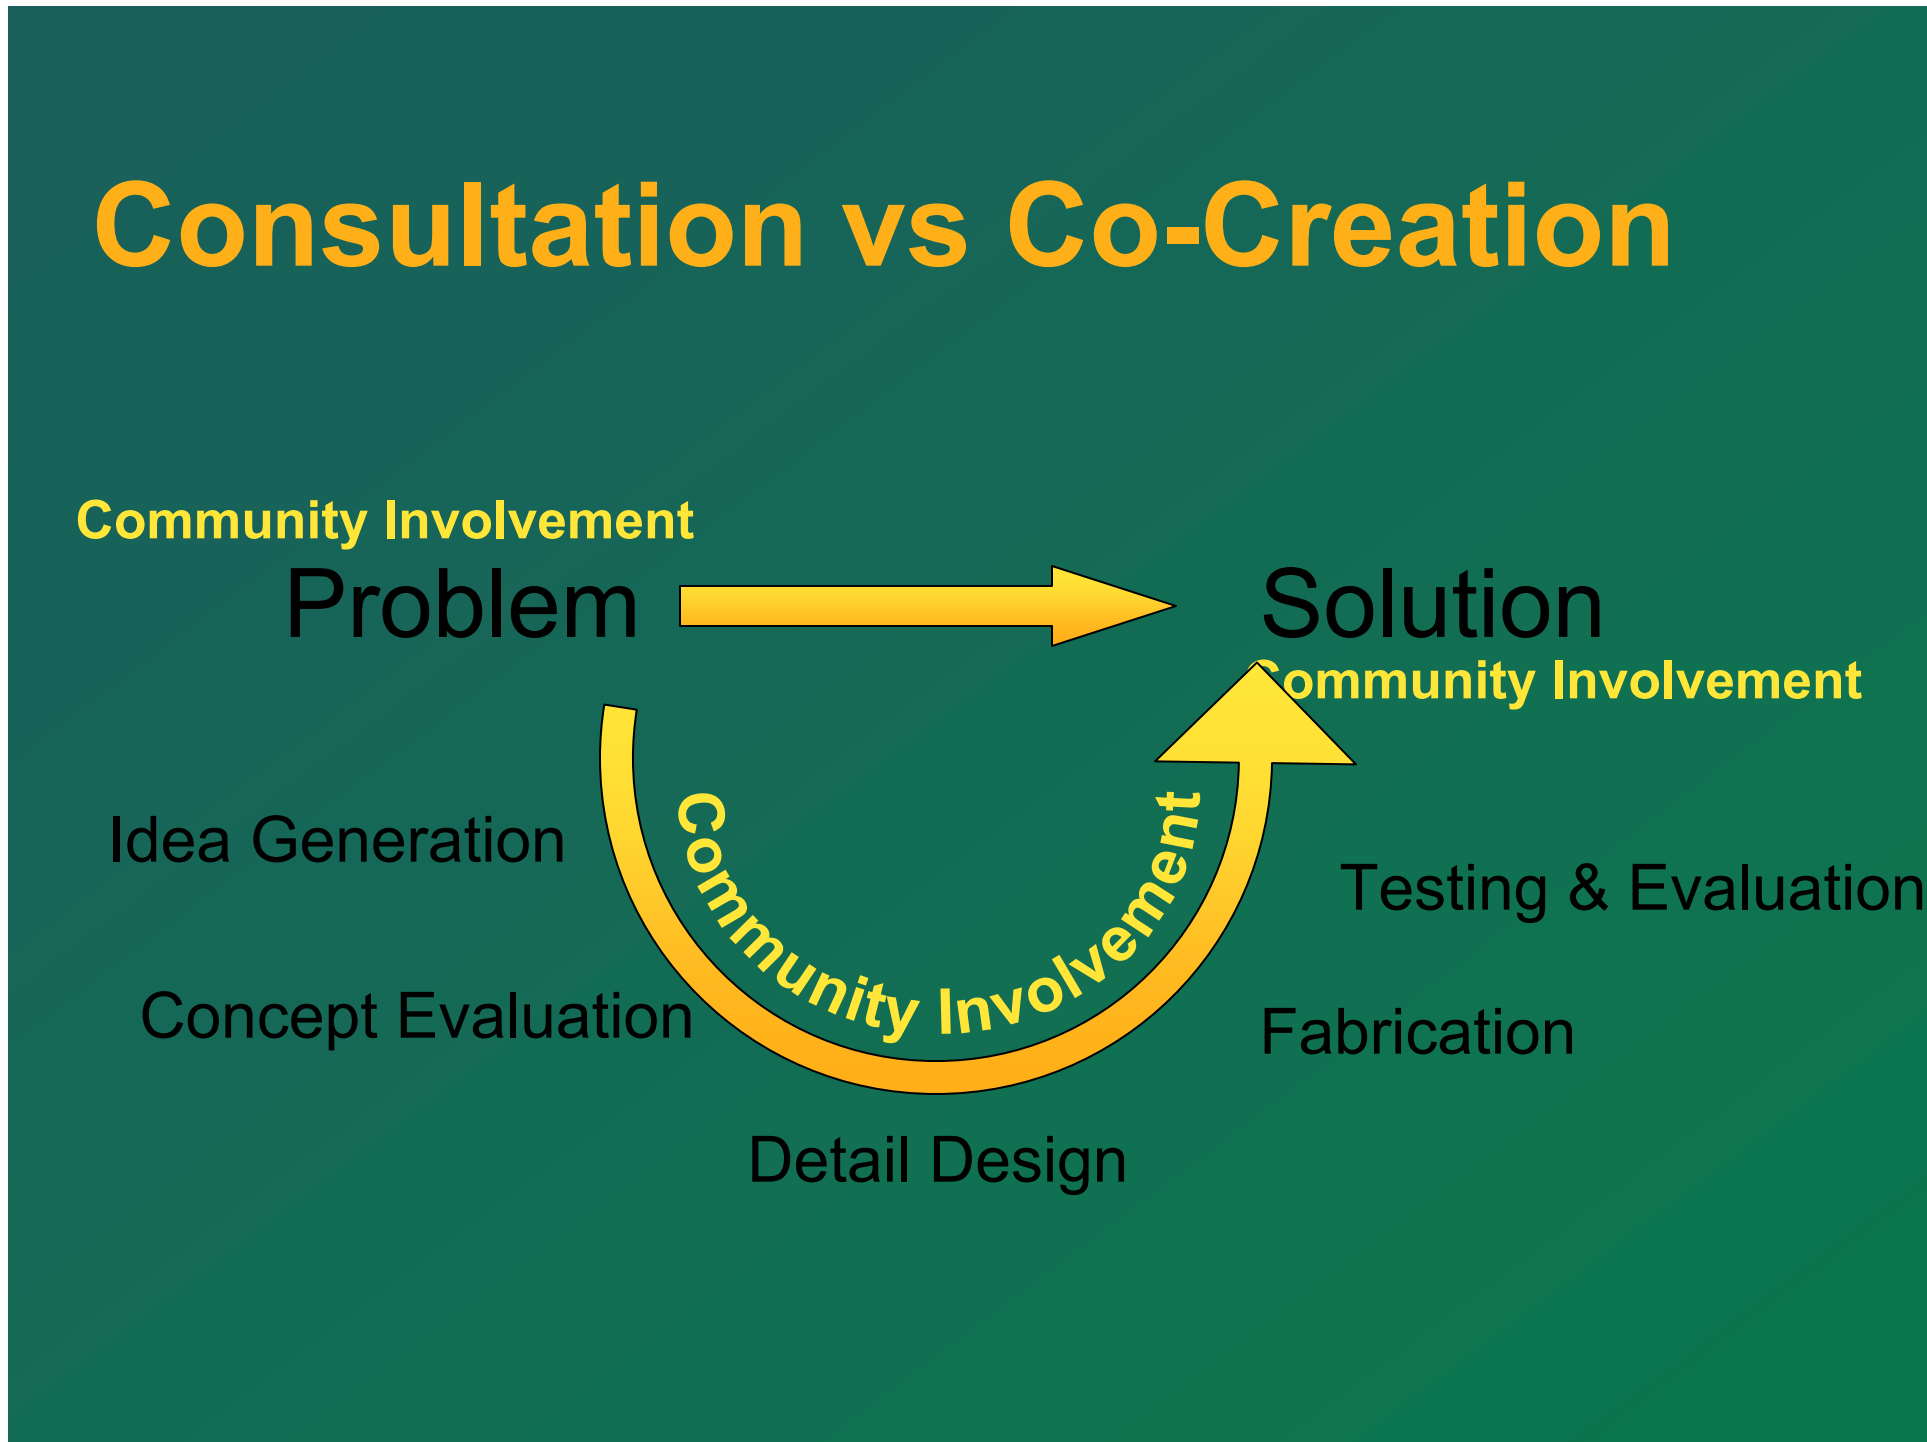 Consultation vs Co-Creation
Community Involvement
Problem
Solution
Community Involvement
Community Involvement
Idea Generation
Testing & Evaluation
Concept Evaluation
Fabrication
Detail Design